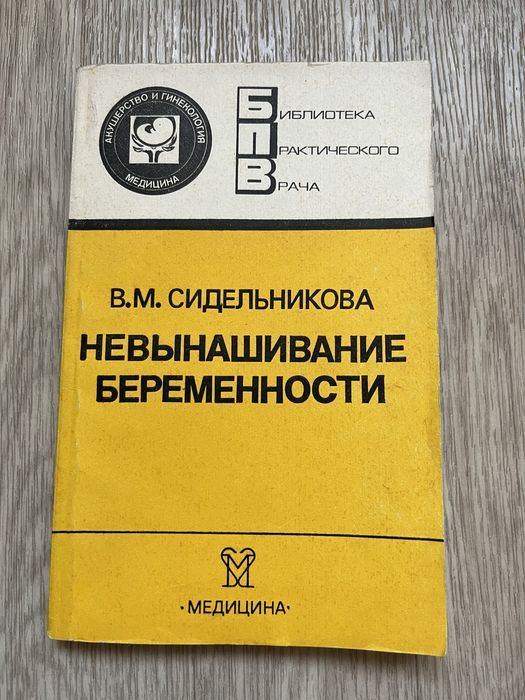 АКУШЕРСТВО И ГИНЕКОЛОГИЯ
МЕДИЦИНА
БИБЛИОТЕКА
ПРАКТИЧЕСКОГО
ВРАЧА
В.М. СИДЕЛЬНИКОВА
НЕВЫНАШИВАНИЕ
БЕРЕМЕННОСТИ
·МЕДИЦИНА·